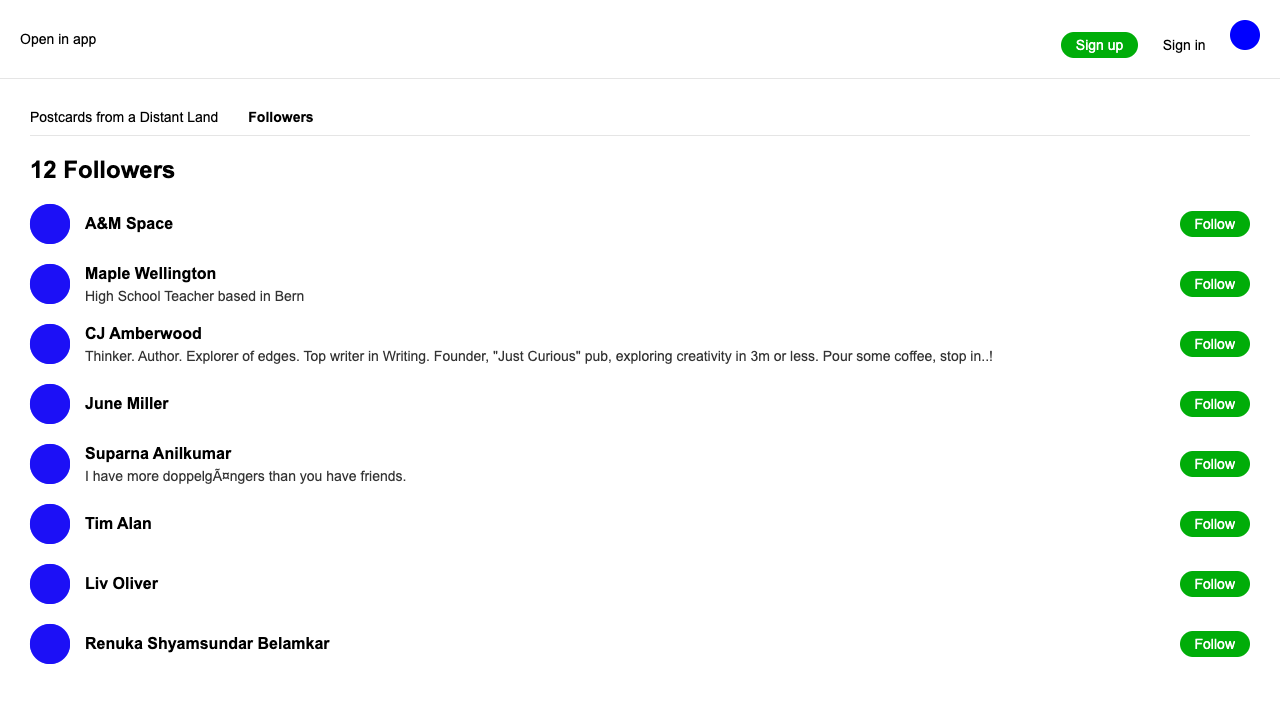 Open in app
Sign up
Sign in
Postcards from a Distant Land
Followers
12 Followers
A&M Space
Follow
Maple Wellington
High School Teacher based in Bern
Follow
CJ Amberwood
Thinker. Author. Explorer of edges. Top writer in Writing. Founder, "Just Curious" pub, exploring creativity in 3m or less. Pour some coffee, stop in..!
Follow
June Miller
Follow
Suparna Anilkumar
I have more doppelgÃ¤ngers than you have friends.
Follow
Tim Alan
Follow
Liv Oliver
Follow
Renuka Shyamsundar Belamkar
Follow